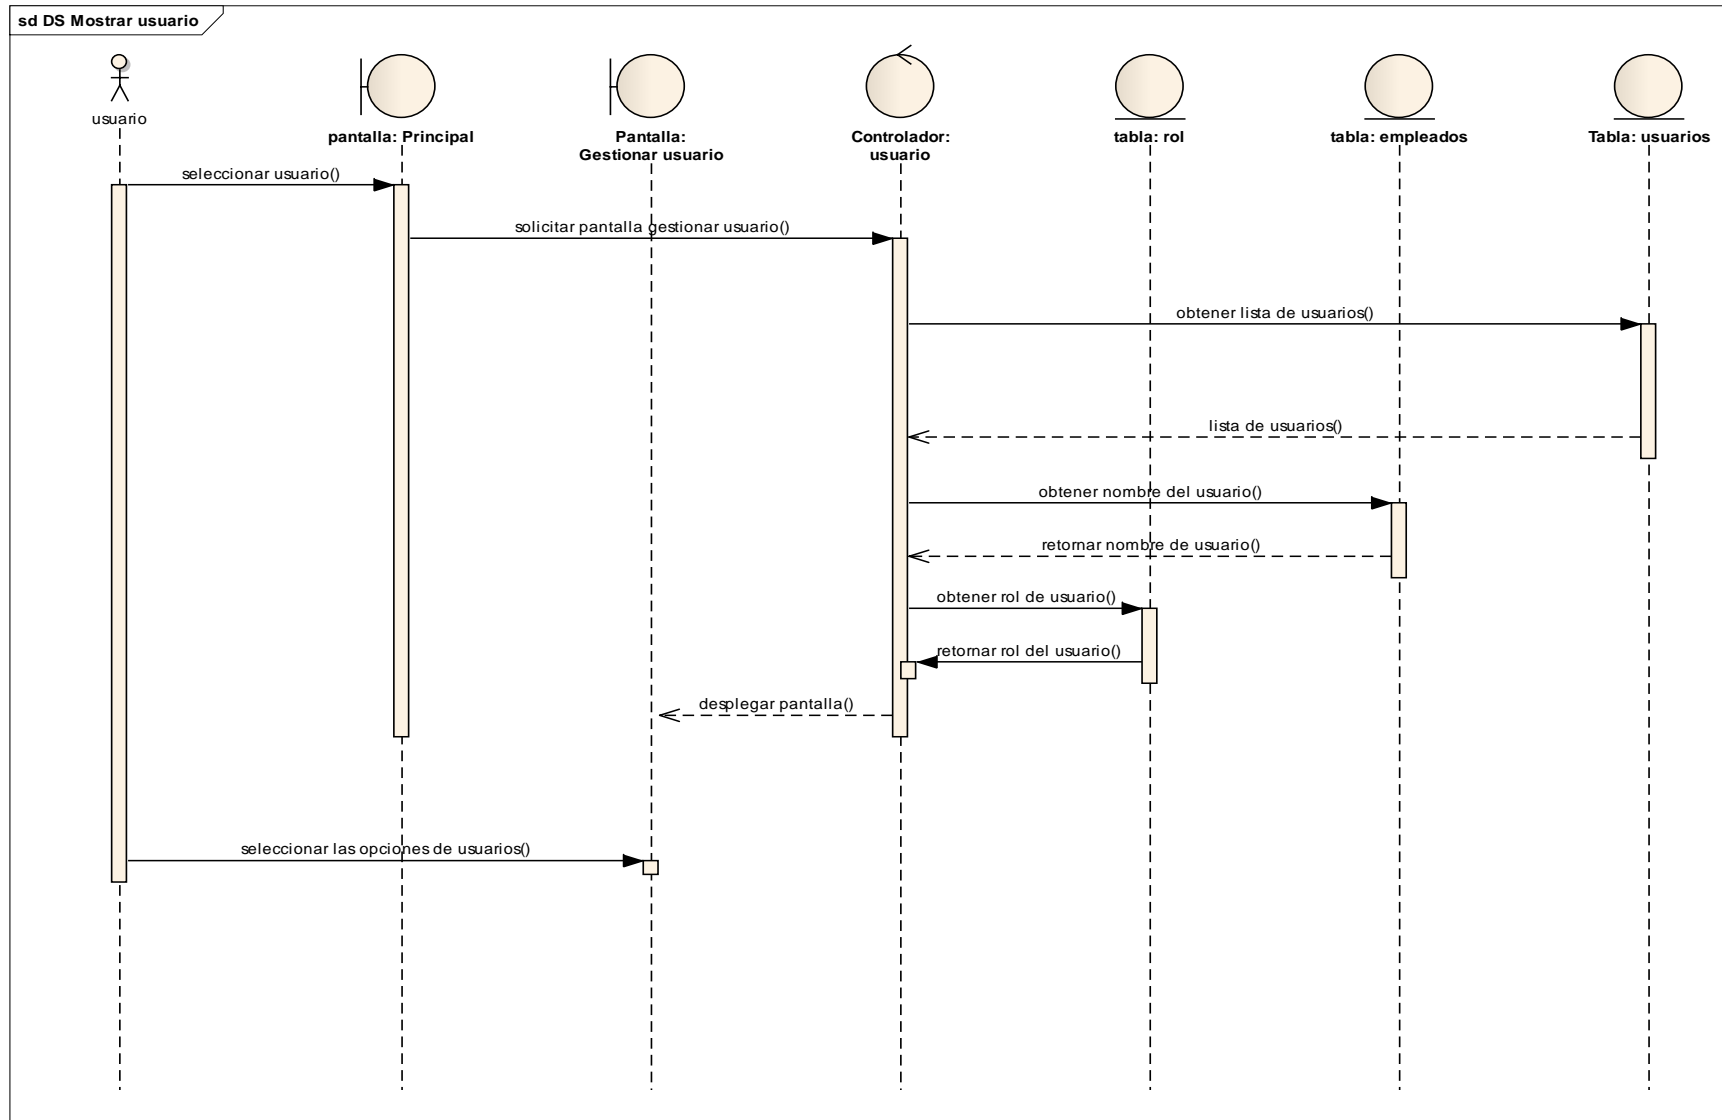 sd DS Mostrar usuario
usuario
pantalla: Principal
Pantalla:
Gestionar usuario
Controlador:
usuario
tabla: rol
tabla: empleados
Tabla: usuarios
seleccionar usuario()
solicitar pantalla gestionar usuario()
obtener lista de usuarios()
lista de usuarios()
obtener nombre del usuario()
retornar nombre de usuario()
obtener rol de usuario()
retornar rol del usuario()
desplegar pantalla()
seleccionar las opciones de usuarios()